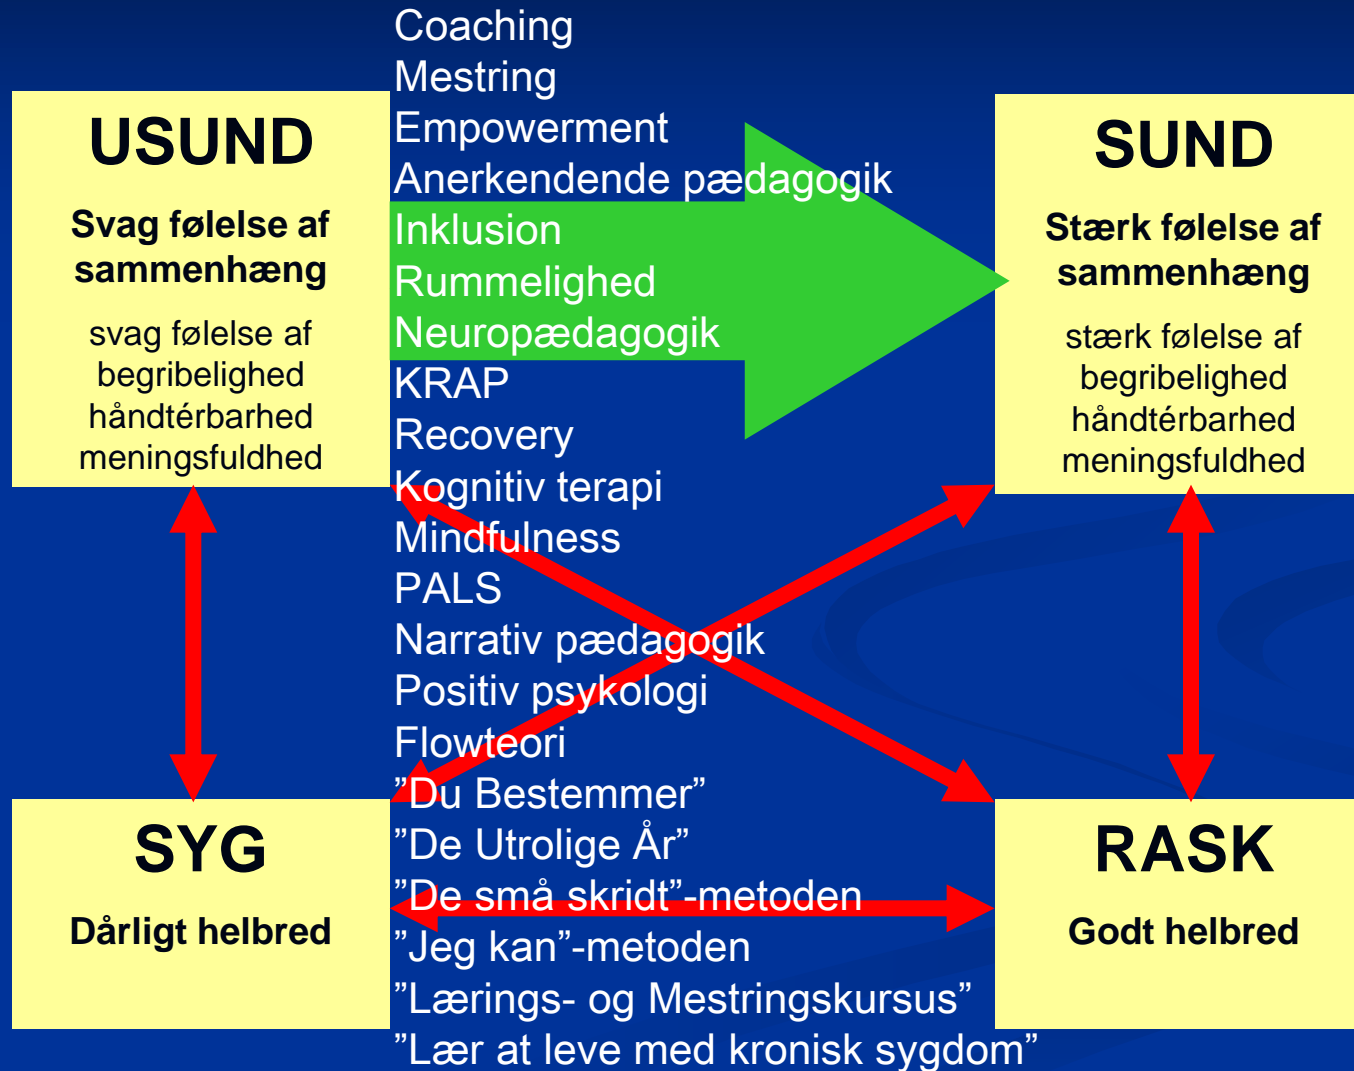 Coaching
Mestring
Empowerment
Anerkendende pædagogik
Inklusion
Rummelighed
Neuropædagogik
KRAP
Recovery
Kognitiv terapi
Mindfulness
PALS
Narrativ pædagogik
Positiv psykologi
Flowteori
”Du Bestemmer”
”De Utrolige År”
”De små skridt”-metoden
”Jeg kan”-metoden
”Lærings- og Mestringskursus”
”Lær at leve med kronisk sygdom”
USUND
Svag følelse af
sammenhæng
svag følelse af
begribelighed
håndtérbarhed
meningsfuldhed
SUND
Stærk følelse af
sammenhæng
stærk følelse af
begribelighed
håndtérbarhed
meningsfuldhed
SYG
Dårligt helbred
RASK
Godt helbred